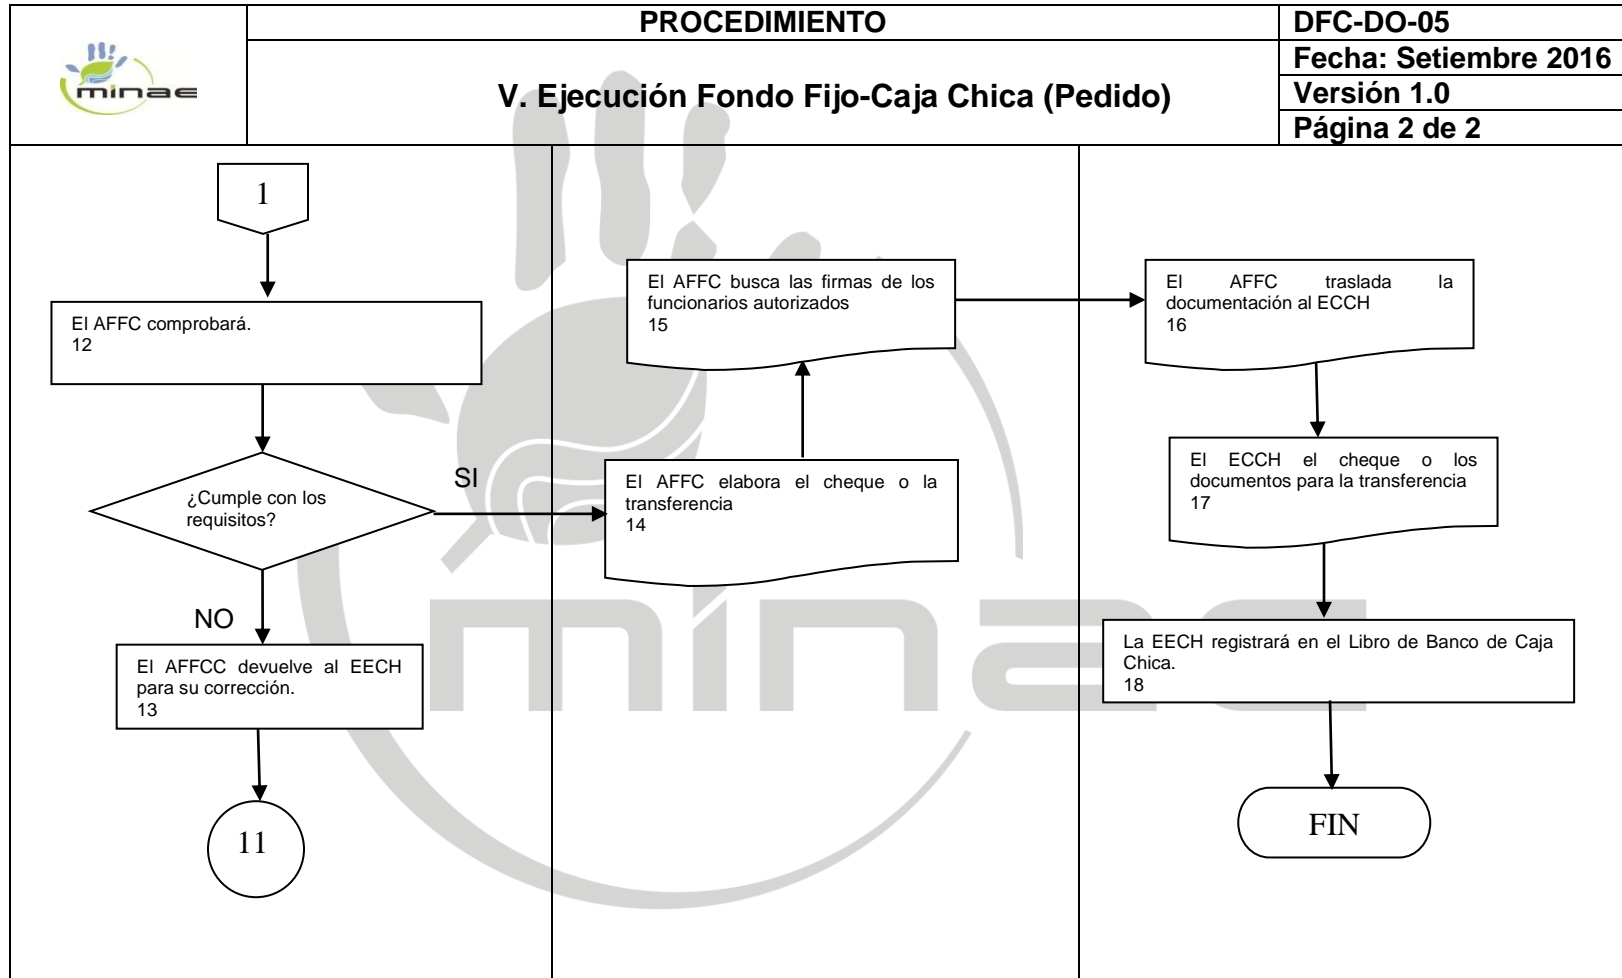 minae
PROCEDIMIENTO
V. Ejecución Fondo Fijo-Caja Chica (Pedido)
DFC-DO-05
Fecha: Setiembre 2016
Versión 1.0
Página 2 de 2
1
El AFFC comprobará.
12
¿Cumple con los
requisitos?
SI
NO
El AFFCC devuelve al EECH
para su corrección.
13
11
El AFFC busca las firmas de los
funcionarios autorizados
15
El AFFC elabora el cheque o la
transferencia
14
El AFFC traslada la
documentación al ECCH
16
El ECCH el cheque o los
documentos para la transferencia
17
La EECH registrará en el Libro de Banco de Caja
Chica.
18
FIN
minae